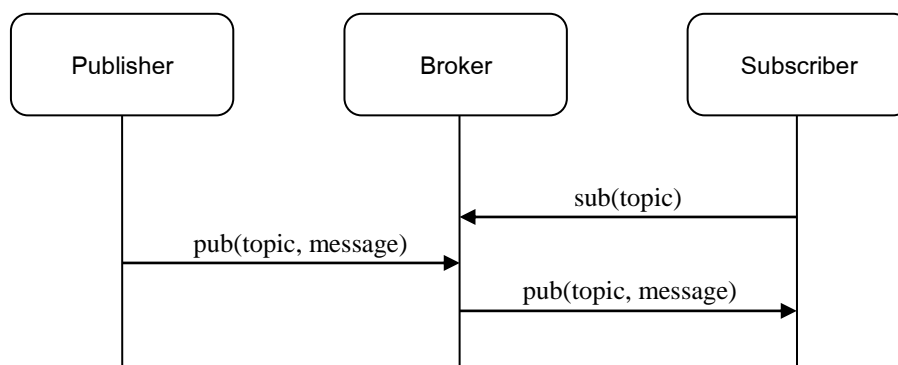 Publisher
Broker
Subscriber
sub(topic)
pub(topic, message)
pub(topic, message)